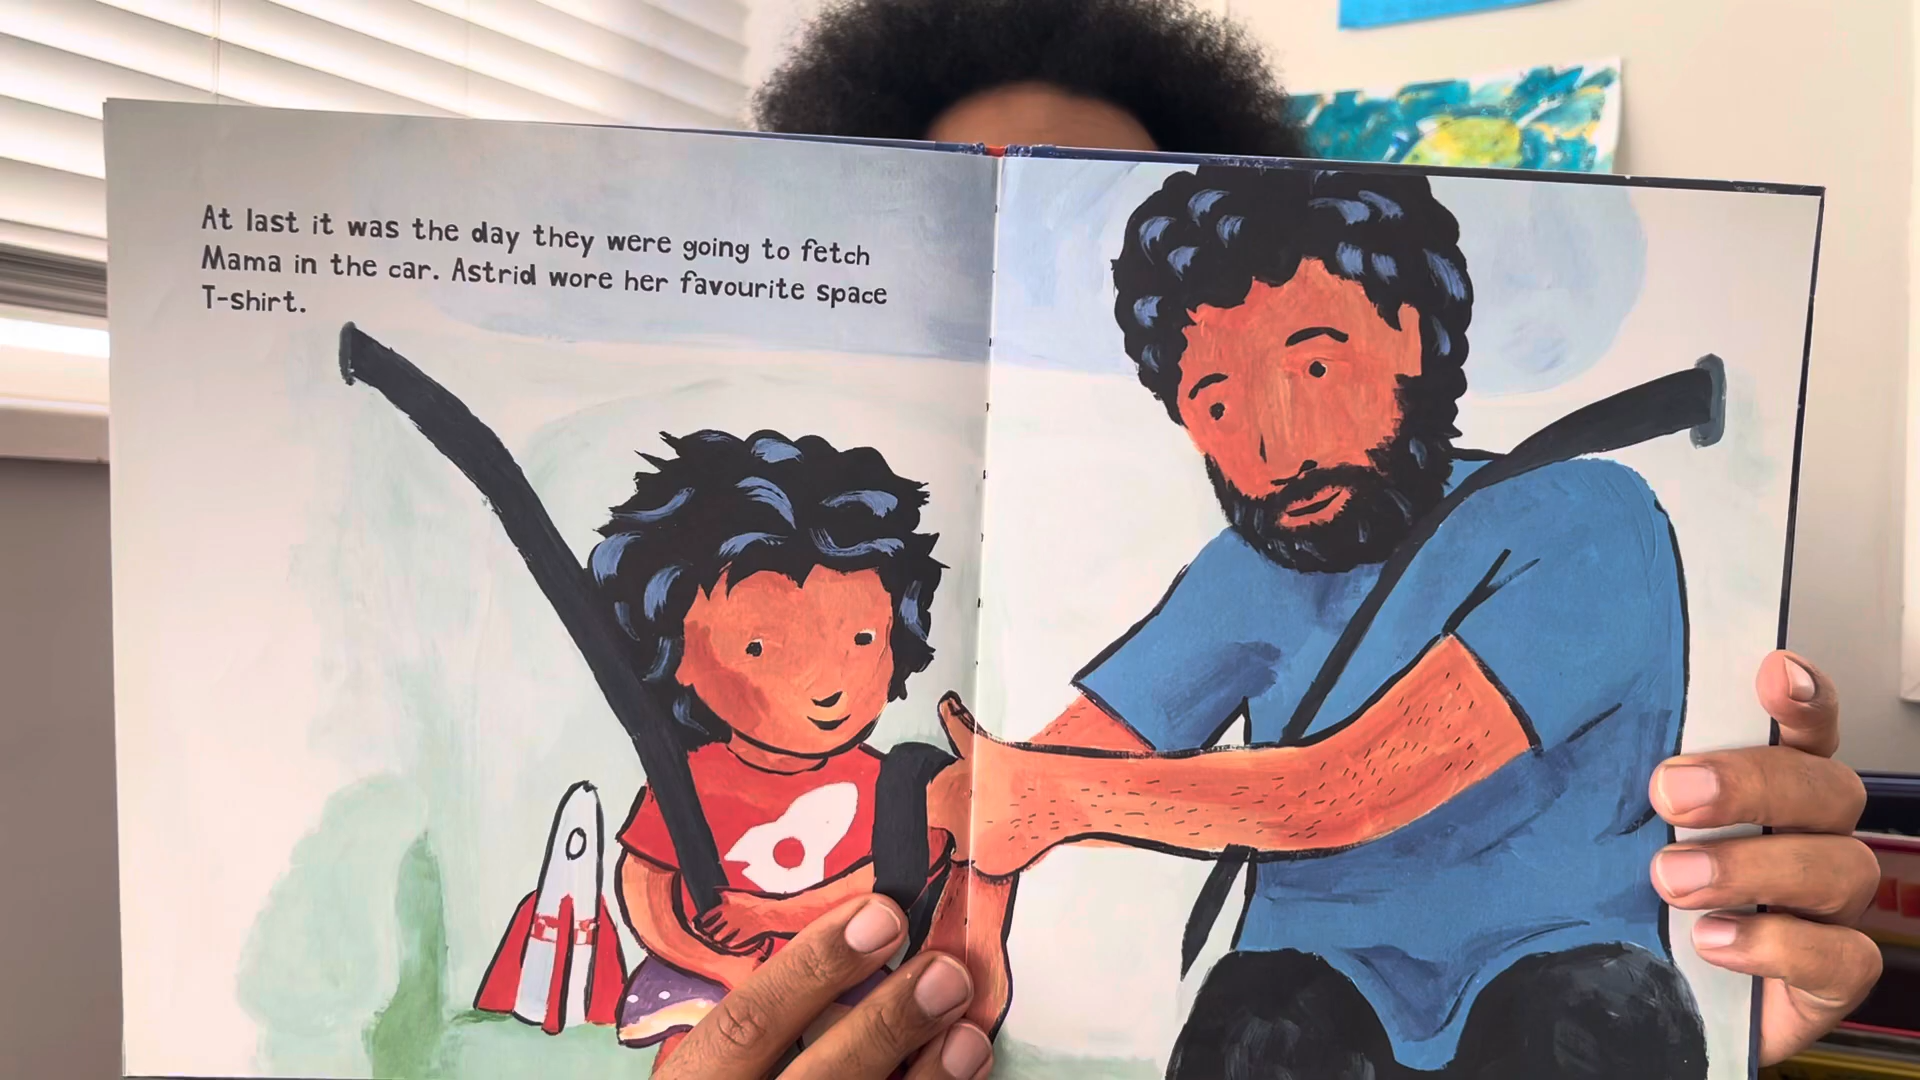 At last it was the day they were going to fetch
Mama in the car. Astrid wore her favourite space
T-shirt.